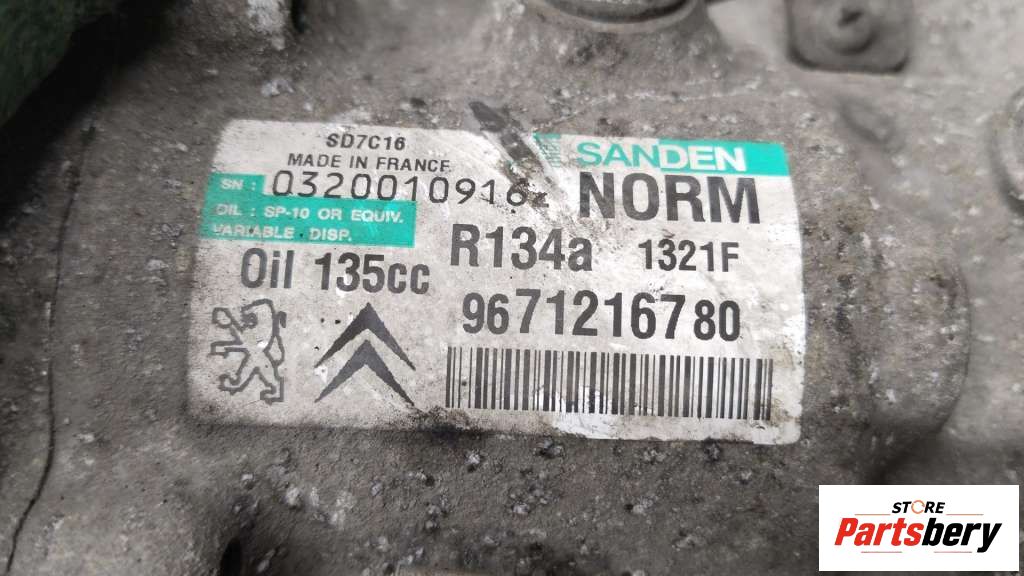 SD7C16
MADE IN FRANCE
SANDEN
SN : 03200109162
NORM
OIL : SP-10 OR EQUIV.
VARIABLE DISP.
Oil 135cc
R134a 1321F
9671216780
STORE
Partsbery